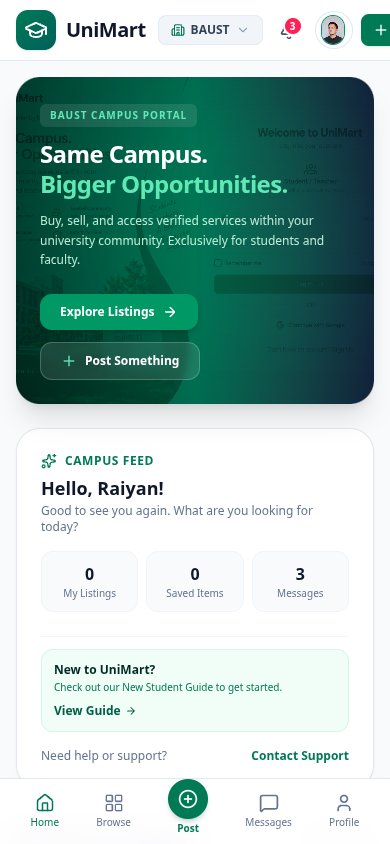 UniMart
BAUST
3
BAUST CAMPUS PORTAL
Welcome to UniMart
Same Campus.
Bigger Opportunities.
Buy, sell, and access verified services within your
university community. Exclusively for students and
faculty.
Explore Listings →
+ Post Something
CAMPUS FEED
Hello, Raiyan!
Good to see you again. What are you looking for
today?
0
My Listings
0
Saved Items
3
Messages
New to UniMart?
Check out our New Student Guide to get started.
View Guide →
Need help or support?
Contact Support
Home
Browse
Post
Messages
Profile